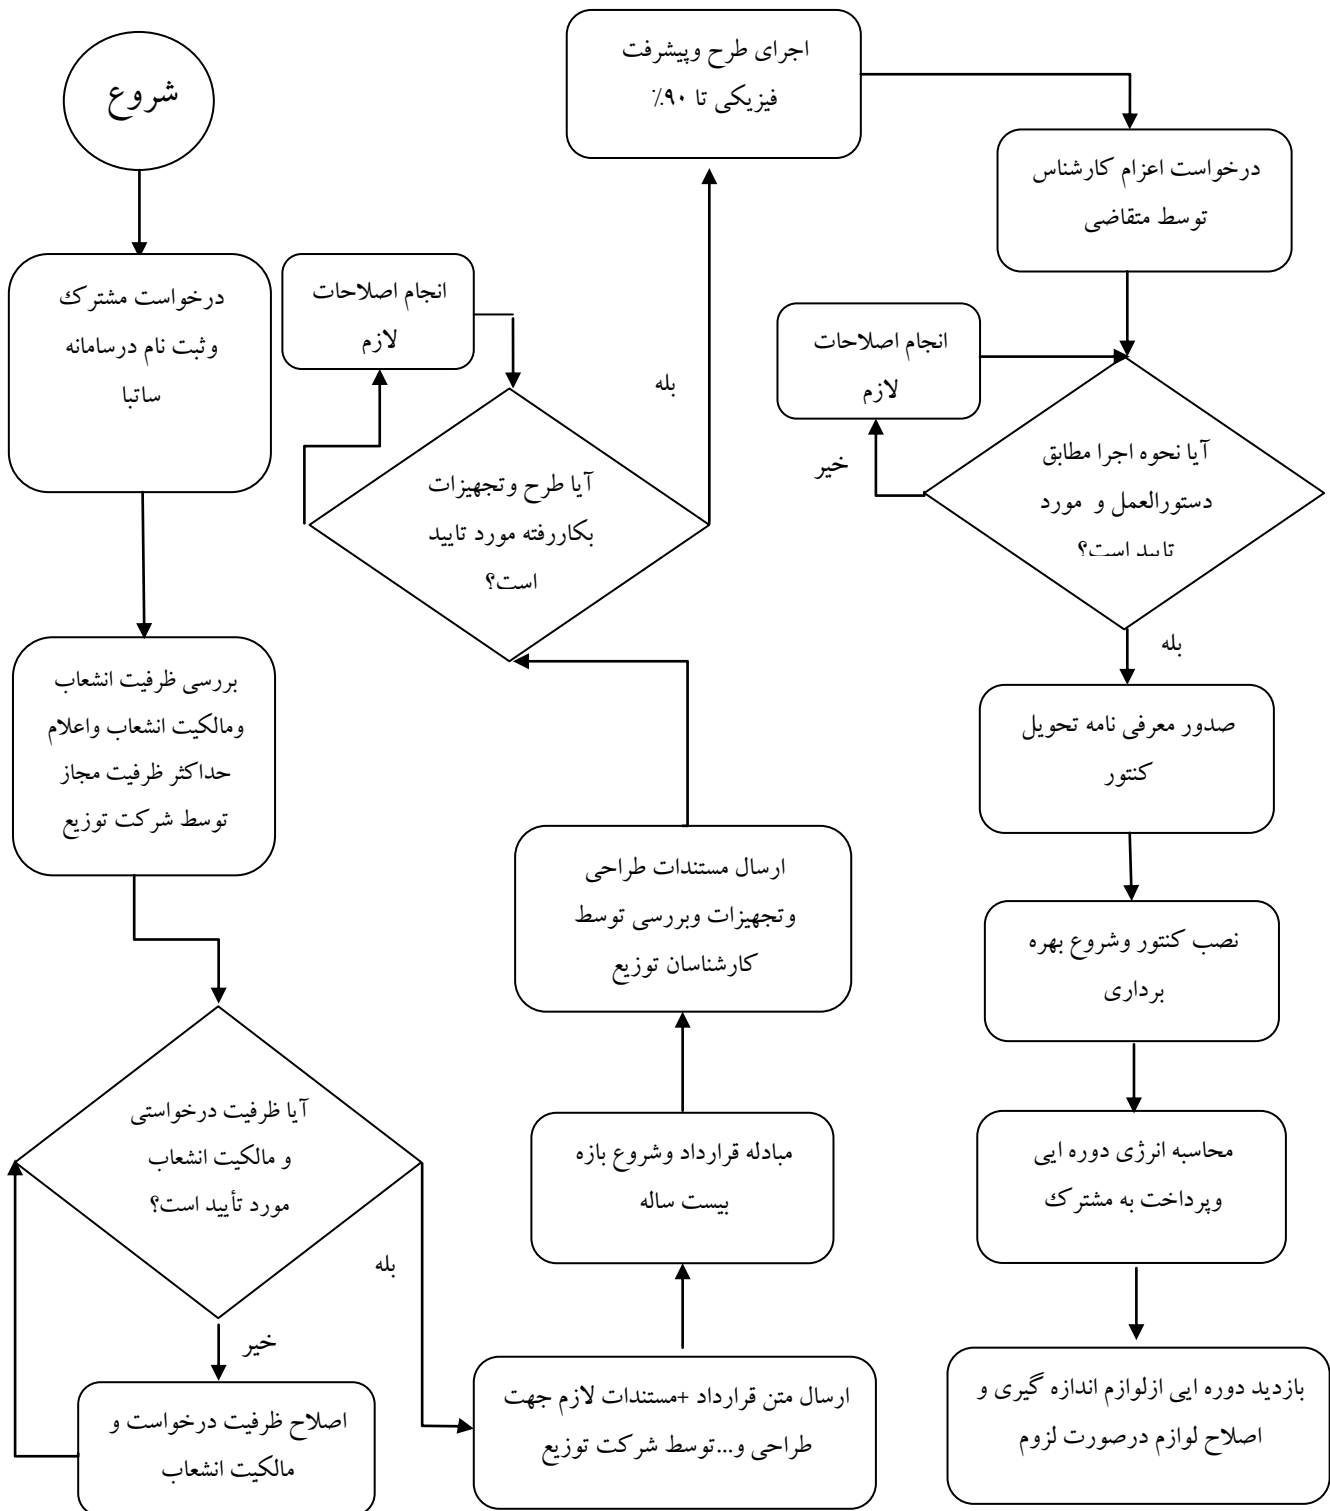 شروع
درخواست مشترک
وثبت نام درسامانه
ساتبا
بررسی ظرفیت انشعاب
ومالکیت انشعاب واعلام
حداکثر ظرفیت مجاز
توسط شرکت توزیع
آیا ظرفیت درخواستی
و مالکیت انشعاب
مورد تأیید است؟
خیر
اصلاح ظرفیت درخواست و
مالکیت انشعاب
بله
ارسال متن قرارداد +مستندات لازم جهت
طراحی و...توسط شرکت توزیع
مبادله قرارداد وشروع بازه
بیست ساله
ارسال مستندات طراحی
وتجهیزات وبررسی توسط
کارشناسان توزیع
آیا طرح وتجهیزات
بکاررفته مورد تایید
است؟
انجام اصلاحات
لازم
بله
اجرای طرح وپیشرفت
فیزیکی تا ۹۰٪
درخواست اعزام کارشناس
توسط متقاضی
آیا نحوه اجرا مطابق
دستورالعمل و مورد
تایید است؟
خیر
انجام اصلاحات
لازم
بله
صدور معرفی نامه تحویل
کنتور
نصب کنتور وشروع بهره
برداری
محاسبه انرژی دوره ایی
وپرداخت به مشترک
بازدید دوره ایی ازلوازم اندازه گیری و
اصلاح لوازم درصورت لزوم